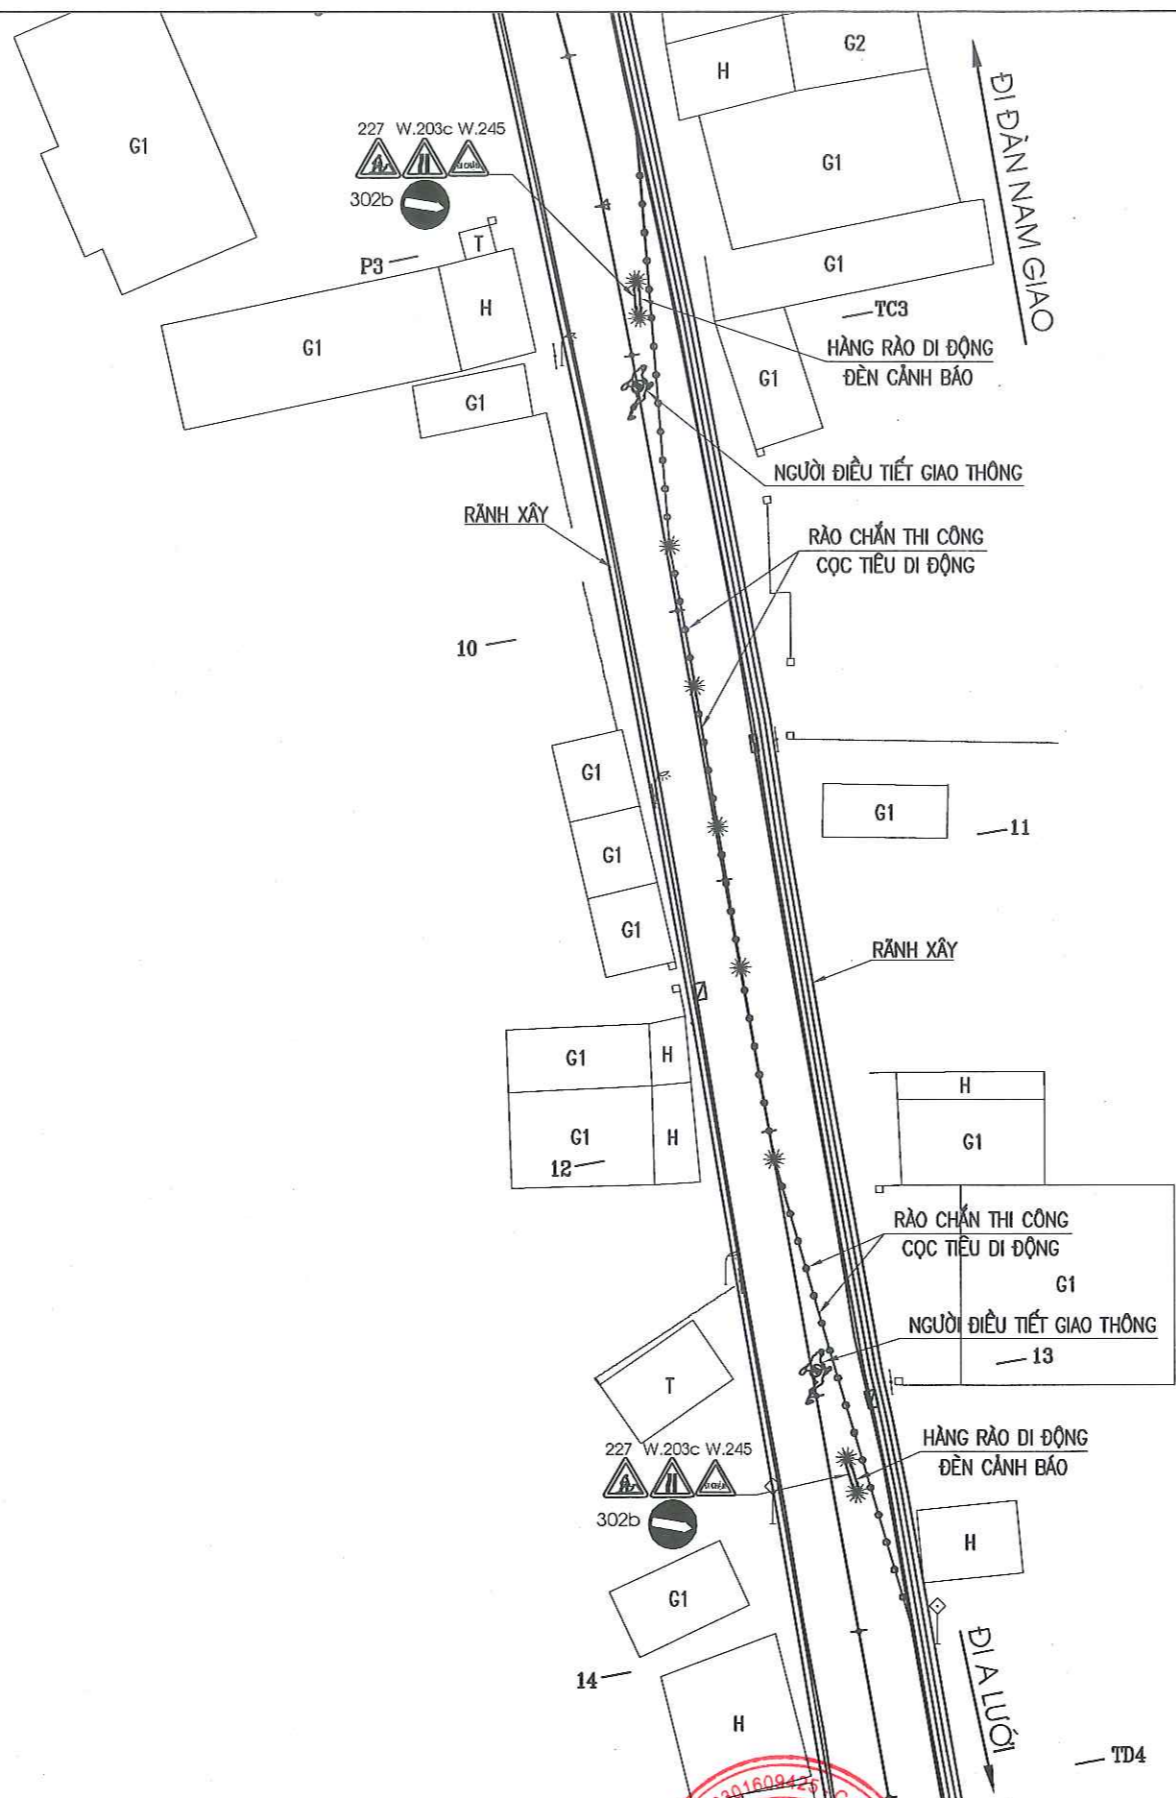 G2
H
G1
ĐI ĐÀN NAM GIAO
227 W.203c W.245
G1
302b
T
P3
G1
H
TC3
G1
HÀNG RÀO DI ĐỘNG
ĐÈN CẢNH BÁO
G1
G1
NGƯỜI ĐIỀU TIẾT GIAO THÔNG
RÃNH XÂY
RÀO CHẮN THI CÔNG
CỌC TIÊU DI ĐỘNG
10
G1
G1
11
G1
G1
RÃNH XÂY
G1
H
H
G1
H
G1
12
RÀO CHẮN THI CÔNG
CỌC TIÊU DI ĐỘNG
G1
NGƯỜI ĐIỀU TIẾT GIAO THÔNG
13
T
HÀNG RÀO DI ĐỘNG
ĐÈN CẢNH BÁO
227 W.203c W.245
302b
H
G1
ĐI A LƯỚI
14
H
TD4